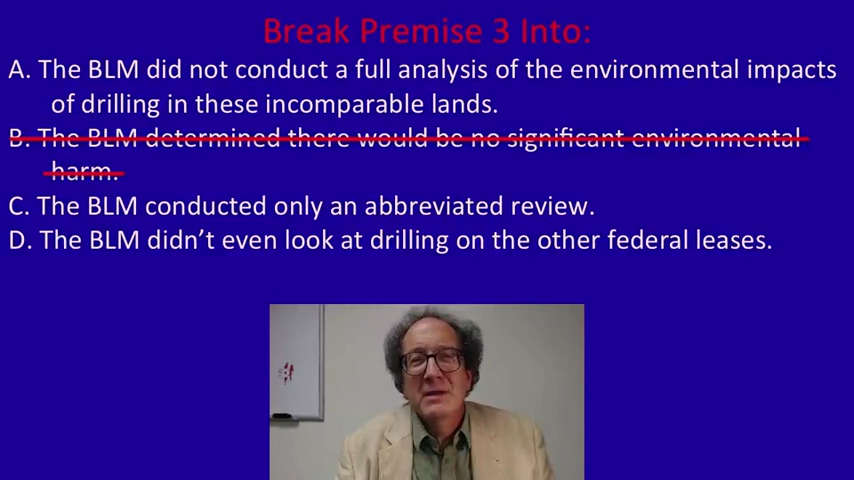 Break Premise 3 Into:
A. The BLM did not conduct a full analysis of the environmental impacts
of drilling in these incomparable lands.
B. The BLM determined there would be no significant environmental
harm.
C. The BLM conducted only an abbreviated review.
D. The BLM didn’t even look at drilling on the other federal leases.